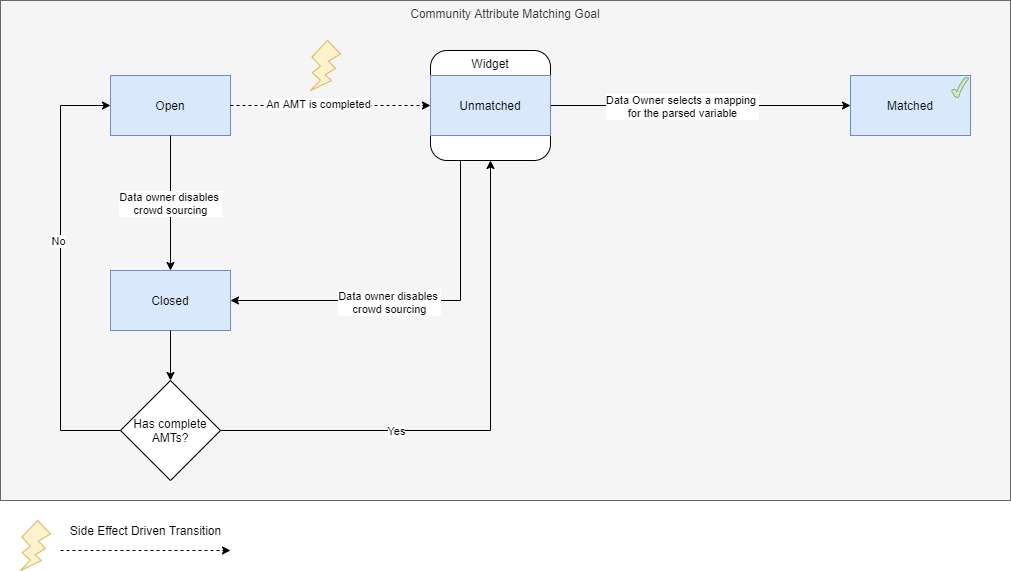 Community Attribute Matching Goal
Widget
Open
An AMT is completed
Unmatched
Data Owner selects a mapping
for the parsed variable
Matched
Data owner disables
crowd sourcing
No
Closed
Data owner disables
crowd sourcing
Has complete
AMTs?
Yes
Side Effect Driven Transition